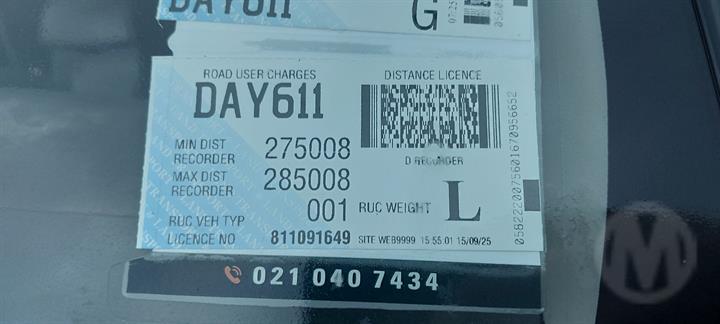 DAY611 G
ROAD USER CHARGES DISTANCE LICENCE
DAY611
MIN DIST RECORDER 275008
D RECORDER
MAX DIST RECORDER 285008
RUC VEH TYP 001 RUC WEIGHT L
LICENCE NO 811091649 SITE WEB9999 15 55.01 15/09/25
0582220075601670956652
021 040 7434
M